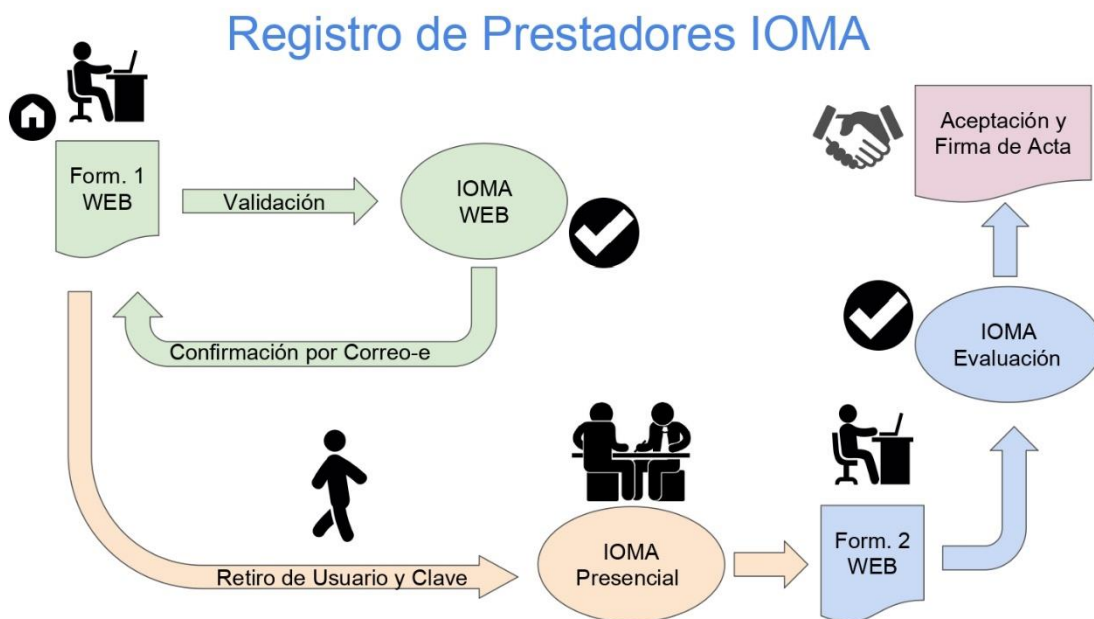 Registro de Prestadores IOMA
Form. 1
WEB
Validación
IOMA
WEB
Confirmación por Correo-e
Retiro de Usuario y Clave
IOMA
Presencial
Form. 2
WEB
IOMA
Evaluación
Aceptación y
Firma de Acta